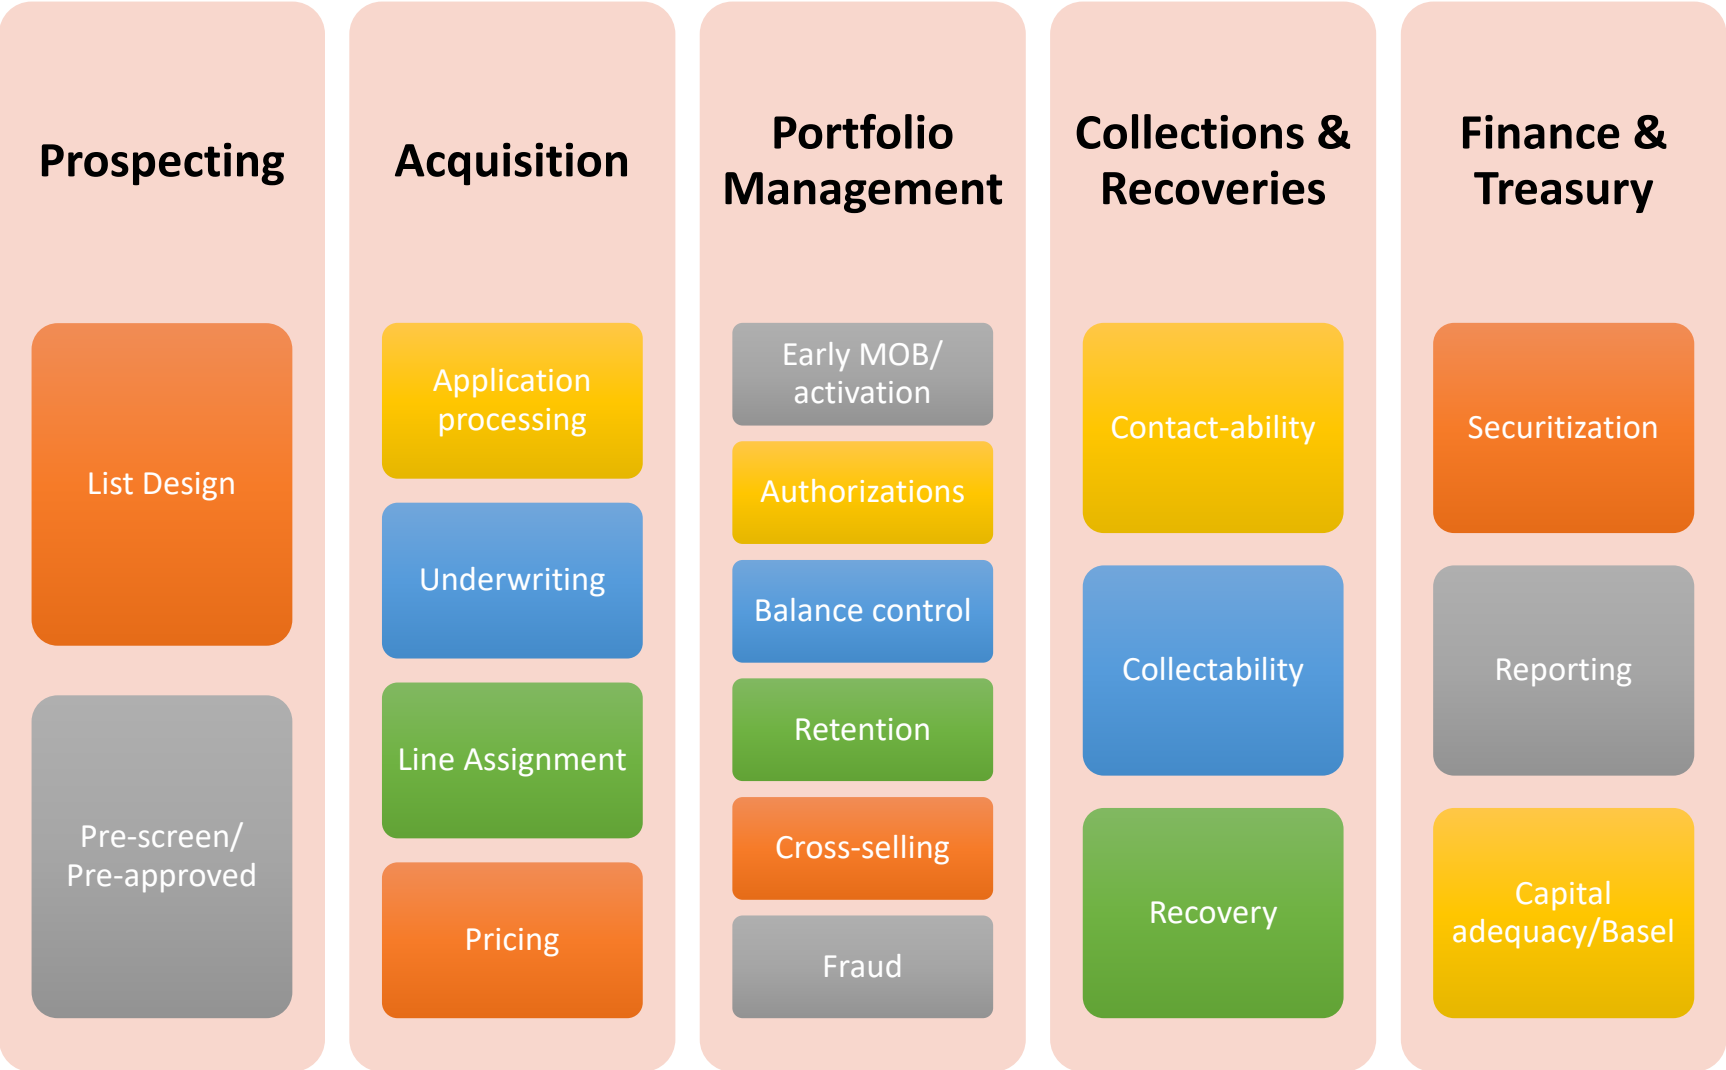 Prospecting
List Design
Pre-screen/
Pre-approved
Acquisition
Application
processing
Underwriting
Line Assignment
Pricing
Portfolio
Management
Early MOB/
activation
Authorizations
Balance control
Retention
Cross-selling
Fraud
Collections &
Recoveries
Contact-ability
Collectability
Recovery
Finance &
Treasury
Securitization
Reporting
Capital
adequacy/Basel